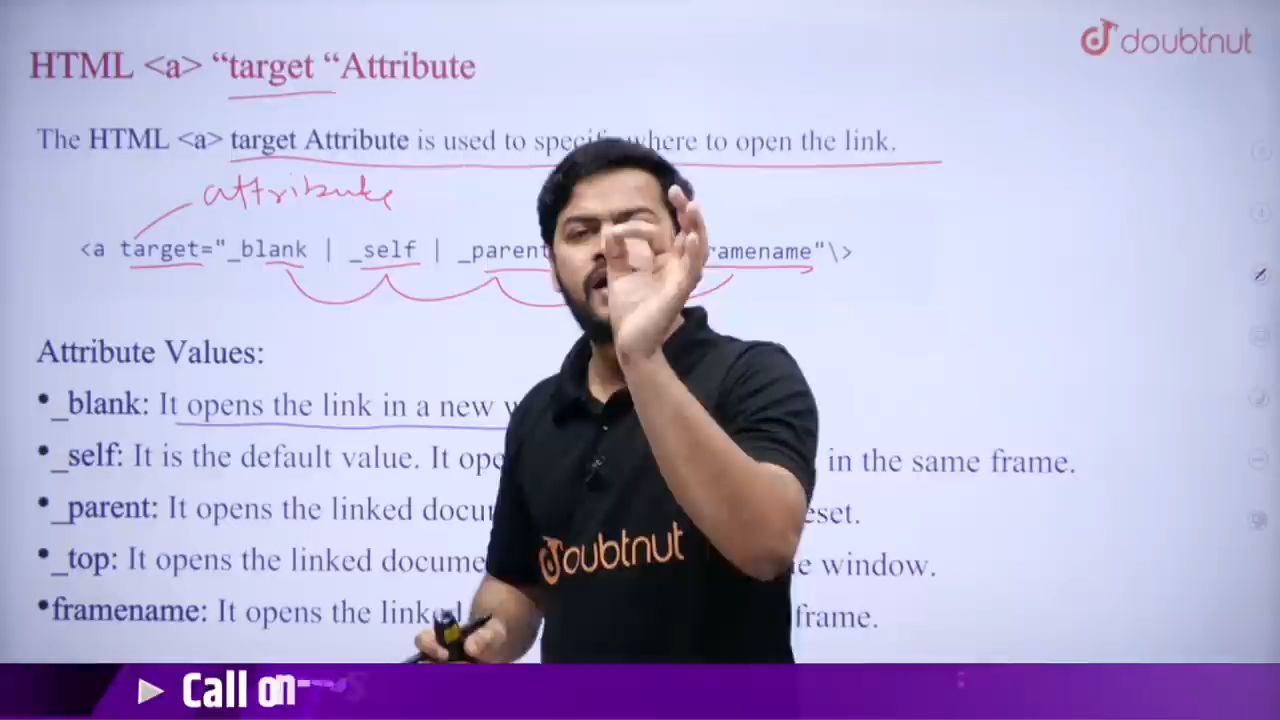 doubtnut
HTML <a> “target “Attribute
The HTML <a> target Attribute is used to specify where to open the link.
attribute
<a target="_blank | _self | _parent ramename"\>
Attribute Values:
•_blank: It opens the link in a new
•_self: It is the default value. It ope in the same frame.
•_parent: It opens the linked docu eset.
•_top: It opens the linked docume e window.
•framename: It opens the linked frame.
doubtnut
Call on-